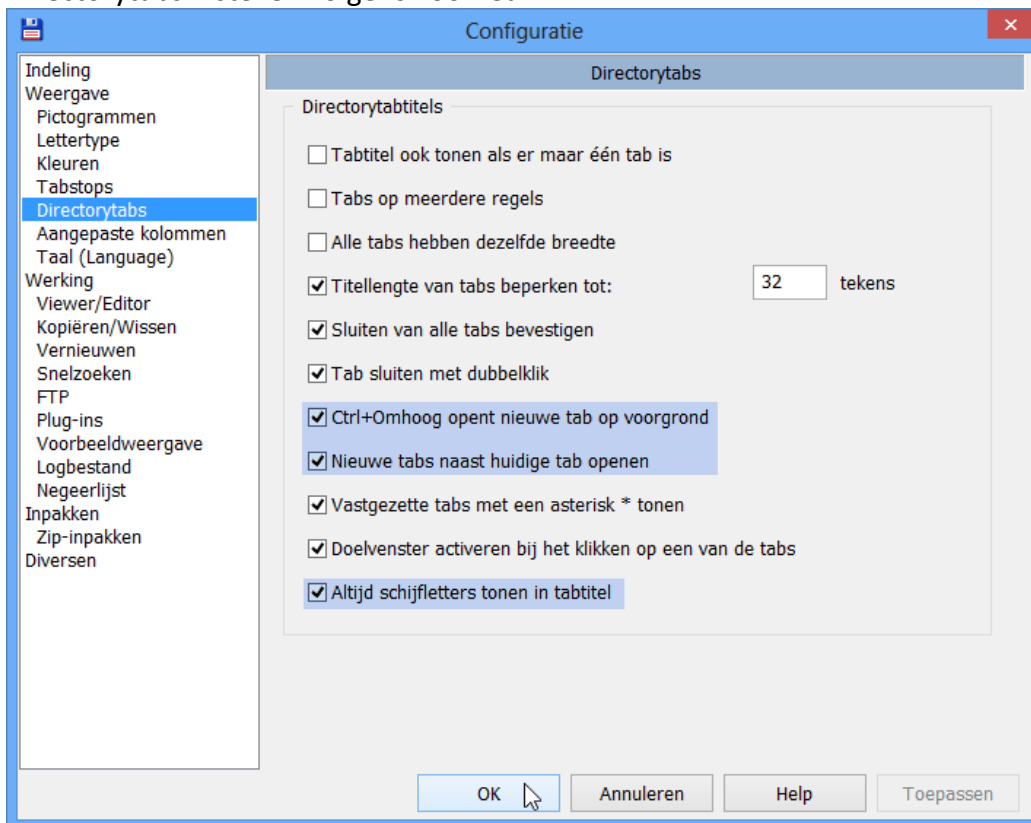 Configuratie
Indeling
Weergave
Pictogrammen
Lettertype
Kleuren
Tabstops
Directorytabs
Aangepaste kolommen
Taal (Language)
Werking
Viewer/Editor
Kopiëren/Wissen
Vernieuwen
Snelzoeken
FTP
Plug-ins
Voorbeeldweergave
Logbestand
Negeerlijst
Inpakken
Zip-inpakken
Diversen
Directorytabs
Directorytabtitels
Tabtitel ook tonen als er maar één tab is
Tabs op meerdere regels
Alle tabs hebben dezelfde breedte
Titellengte van tabs beperken tot: 32 tekens
Sluiten van alle tabs bevestigen
Tab sluiten met dubbelklik
Ctrl+Omhoog opent nieuwe tab op voorgrond
Nieuwe tabs naast huidige tab openen
Vastgezette tabs met een asterisk * tonen
Doelvenster activeren bij het klikken op een van de tabs
Altijd schijfletters tonen in tabtitel
OK Annuleren Help Toepassen